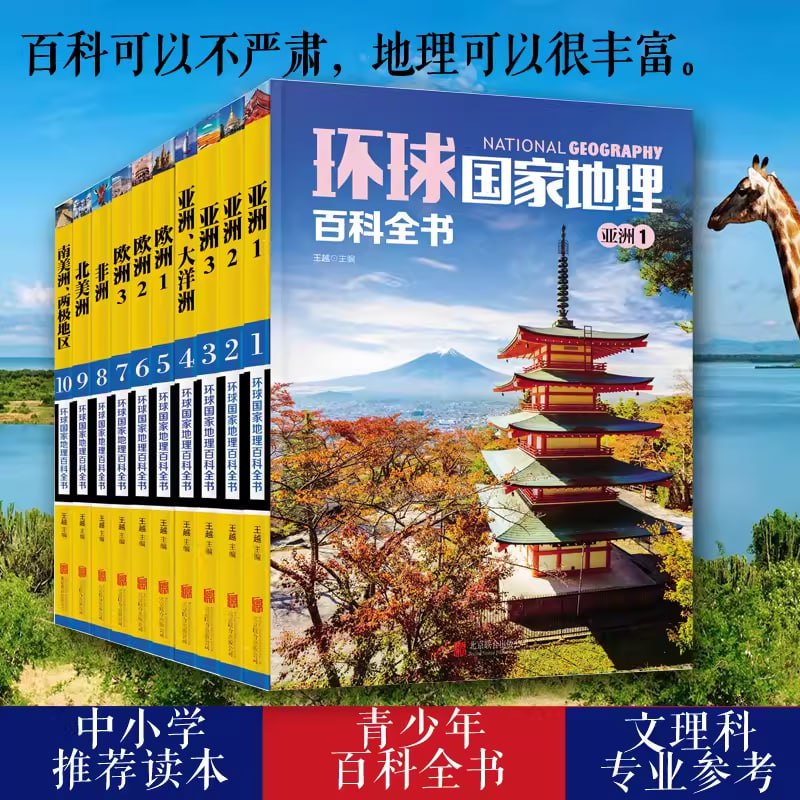 百科可以不严肃，地理可以很丰富。
NATIONAL GEOGRAPHY
环球国家地理
百科全书
亚洲1
王越 主编
北京联合出版公司
南美洲、两极地区
10
环球国家地理百科全书
王越 主编
北美洲
9
环球国家地理百科全书
王越 主编
非洲
8
环球国家地理百科全书
王越 主编
欧洲3
7
环球国家地理百科全书
王越 主编
欧洲2
6
环球国家地理百科全书
王越 主编
欧洲1
5
环球国家地理百科全书
王越 主编
亚洲、大洋洲
4
环球国家地理百科全书
王越 主编
亚洲3
3
环球国家地理百科全书
王越 主编
亚洲2
2
环球国家地理百科全书
王越 主编
亚洲1
1
环球国家地理百科全书
王越 主编
中小学
推荐读本
青少年
百科全书
文理科
专业参考